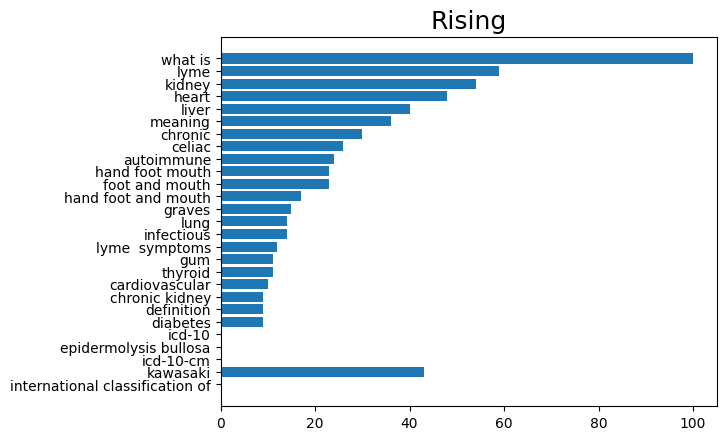 Rising
what is
lyme
kidney
heart
liver
meaning
chronic
celiac
autoimmune
hand foot mouth
foot and mouth
hand foot and mouth
graves
lung
infectious
lyme  symptoms
gum
thyroid
cardiovascular
chronic kidney
definition
diabetes
icd-10
epidermolysis bullosa
icd-10-cm
kawasaki
international classification of
0 20 40 60 80 100